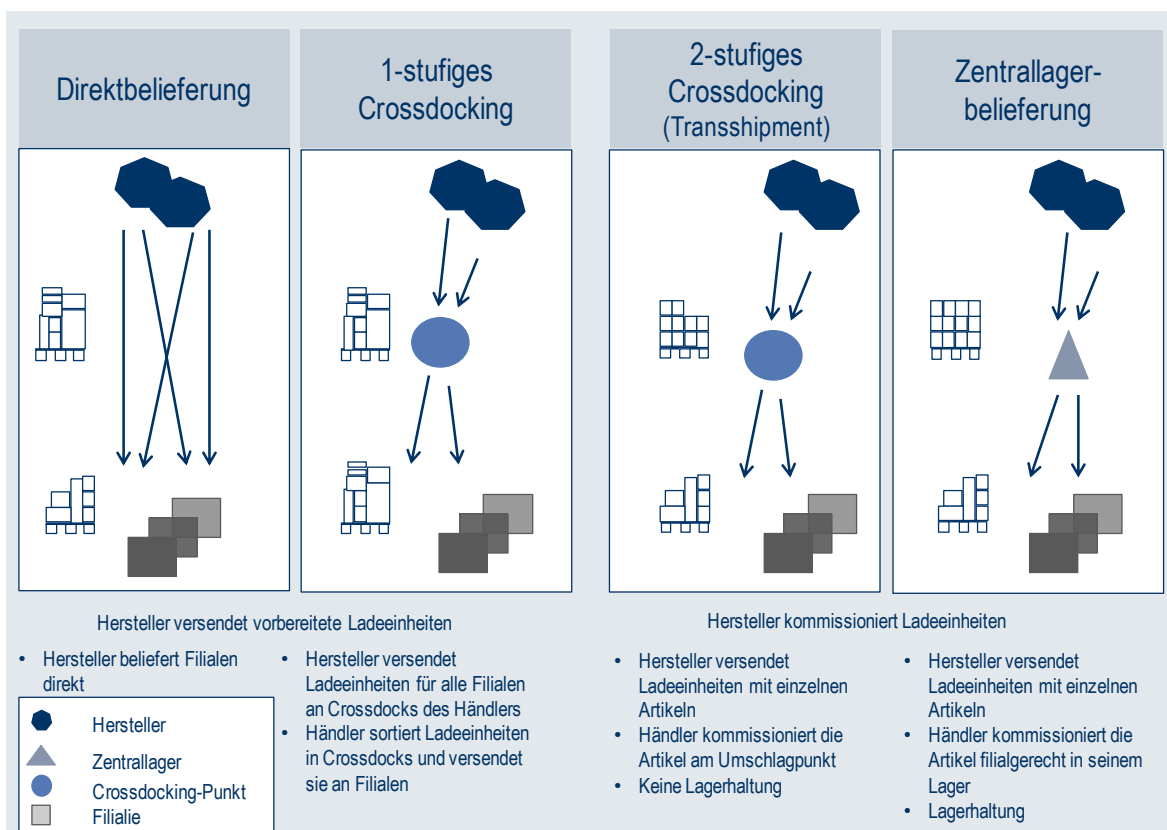 Direktbelieferung
1-stufiges
Crossdocking
2-stufiges
Crossdocking
(Transshipment)
Zentrallager-
belieferung
Hersteller versendet vorbereitete Ladeeinheiten
• Hersteller beliefert Filialen
direkt
• Hersteller versendet
Ladeeinheiten für alle Filialen
an Crossdocks des Händlers
• Händler sortiert Ladeeinheiten
in Crossdocks und versendet
sie an Filialen
Hersteller kommissioniert Ladeeinheiten
• Hersteller versendet
Ladeeinheiten mit einzelnen
Artikeln
• Händler kommissioniert die
Artikel am Umschlagpunkt
• Keine Lagerhaltung
• Hersteller versendet
Ladeeinheiten mit einzelnen
Artikeln
• Händler kommissioniert die
Artikel filialgerecht in seinem
Lager
• Lagerhaltung
Hersteller
Zentrallager
Crossdocking-Punkt
Filialie